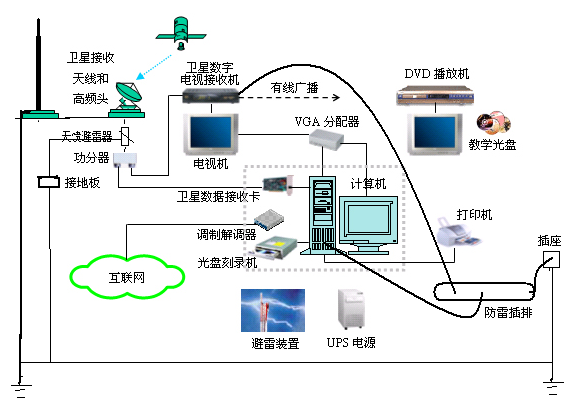 卫星接收
天线和
高频头
卫星数字
电视接收机
有线广播
DVD 播放机
VGA 分配器
天线避雷器
功分器
电视机
教学光盘
接地板
卫星数据接收卡
计算机
打印机
调制解调器
光盘刻录机
插座
互联网
防雷插排
避雷装置
UPS 电源